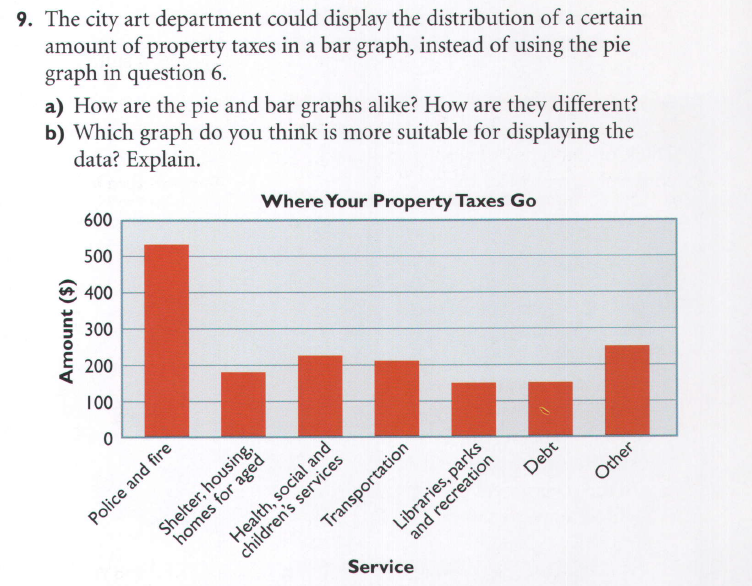 9. The city art department could display the distribution of a certain
amount of property taxes in a bar graph, instead of using the pie
graph in question 6.
a) How are the pie and bar graphs alike? How are they different?
b) Which graph do you think is more suitable for displaying the
data? Explain.
Where Your Property Taxes Go
600
500
400
300
200
100
0
Amount ($)
Police and fire
Shelter, housing,
homes for aged
Health, social and
children's services
Transportation
Libraries, parks
and recreation
Debt
Other
Service